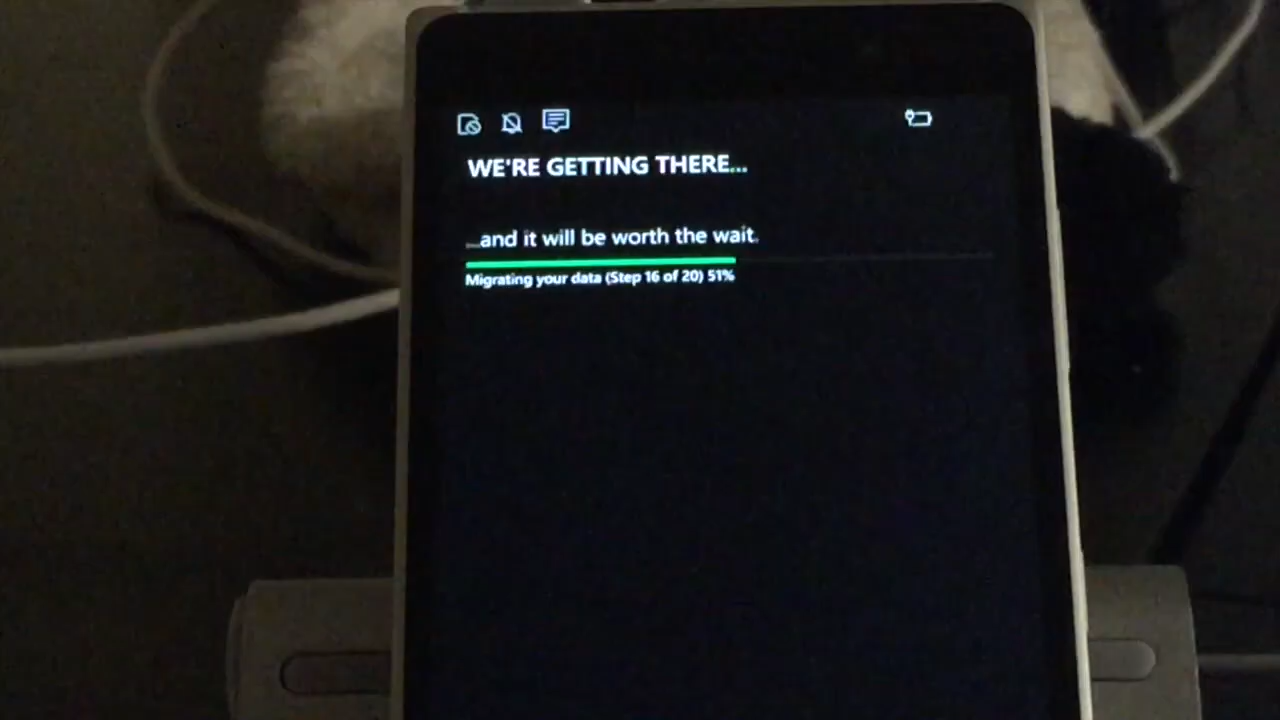 WE'RE GETTING THERE...
...and it will be worth the wait.
Migrating your data (Step 16 of 20) 51%